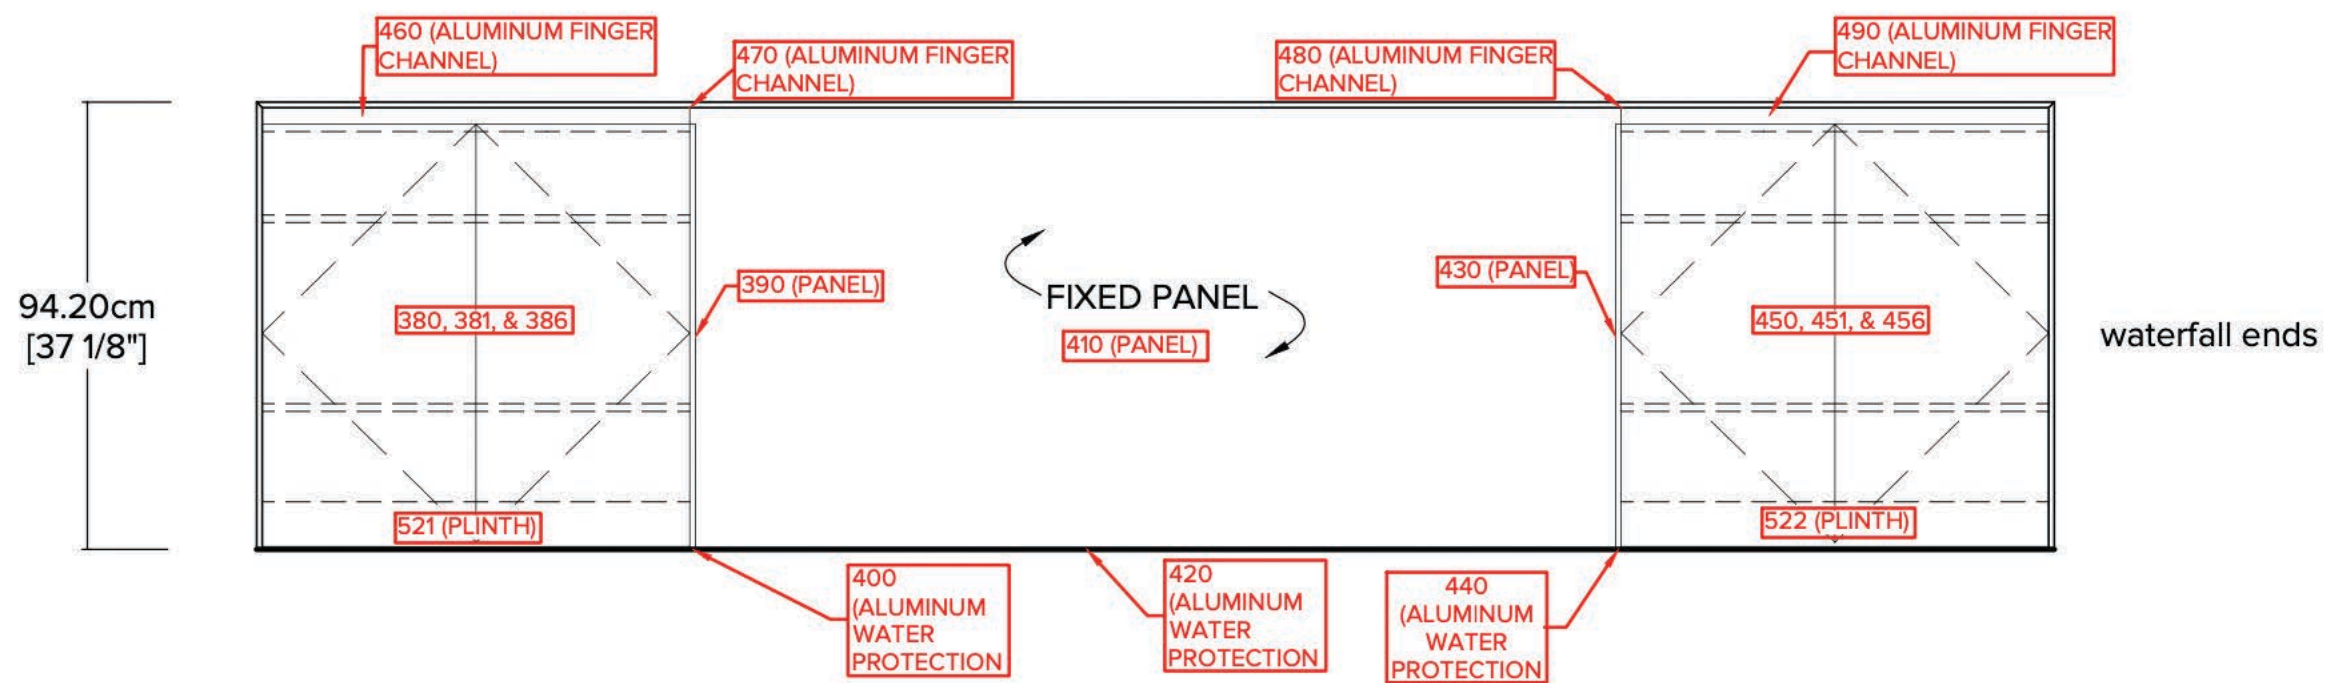 460 (ALUMINUM FINGER
CHANNEL)
470 (ALUMINUM FINGER
CHANNEL)
480 (ALUMINUM FINGER
CHANNEL)
490 (ALUMINUM FINGER
CHANNEL)
94.20cm
[37 1/8"]
380, 381, & 386
390 (PANEL)
FIXED PANEL
410 (PANEL)
430 (PANEL)
450, 451, & 456
waterfall ends
521 (PLINTH)
522 (PLINTH)
400
(ALUMINUM
WATER
PROTECTION
420
(ALUMINUM
WATER
PROTECTION
440
(ALUMINUM
WATER
PROTECTION